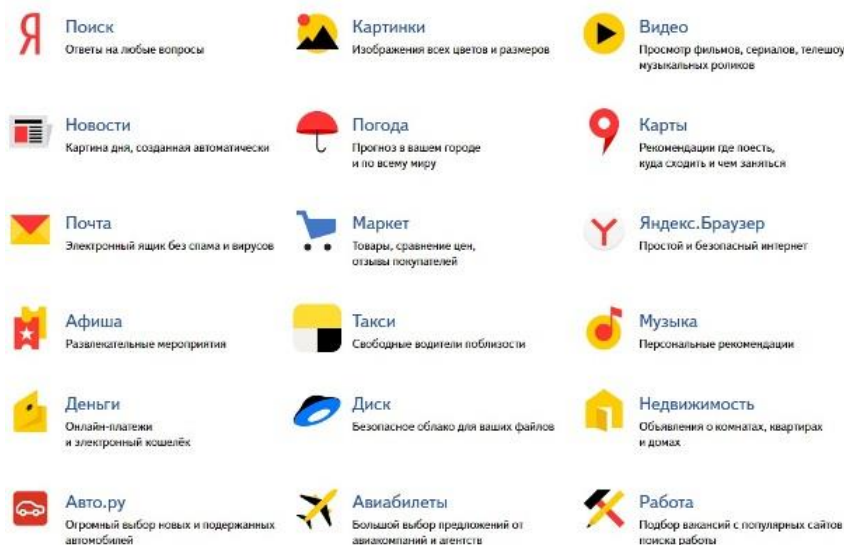 Я
Поиск
Ответы на любые вопросы
Картинки
Изображения всех цветов и размеров
Видео
Просмотр фильмов, сериалов, телешоу
музыкальных роликов
Новости
Картина дня, созданная автоматически
Погода
Прогноз в вашем городе
и по всему миру
Карты
Рекомендации где поесть,
куда сходить и чем заняться
Почта
Электронный ящик без спама и вирусов
Маркет
Товары, сравнение цен,
отзывы покупателей
Яндекс.Браузер
Простой и безопасный интернет
Афиша
Развлекательные мероприятия
Такси
Свободные водители поблизости
Музыка
Персональные рекомендации
Деньги
Онлайн-платежи
и электронный кошелёк
Диск
Безопасное облако для ваших файлов
Недвижимость
Объявления о комнатах, квартирах
и домах
Авто.ру
Огромный выбор новых и подержанных
автомобилей
Авиабилеты
Большой выбор предложений от
авиакомпаний и агентств
Работа
Подбор вакансий с популярных сайтов
поиска работы